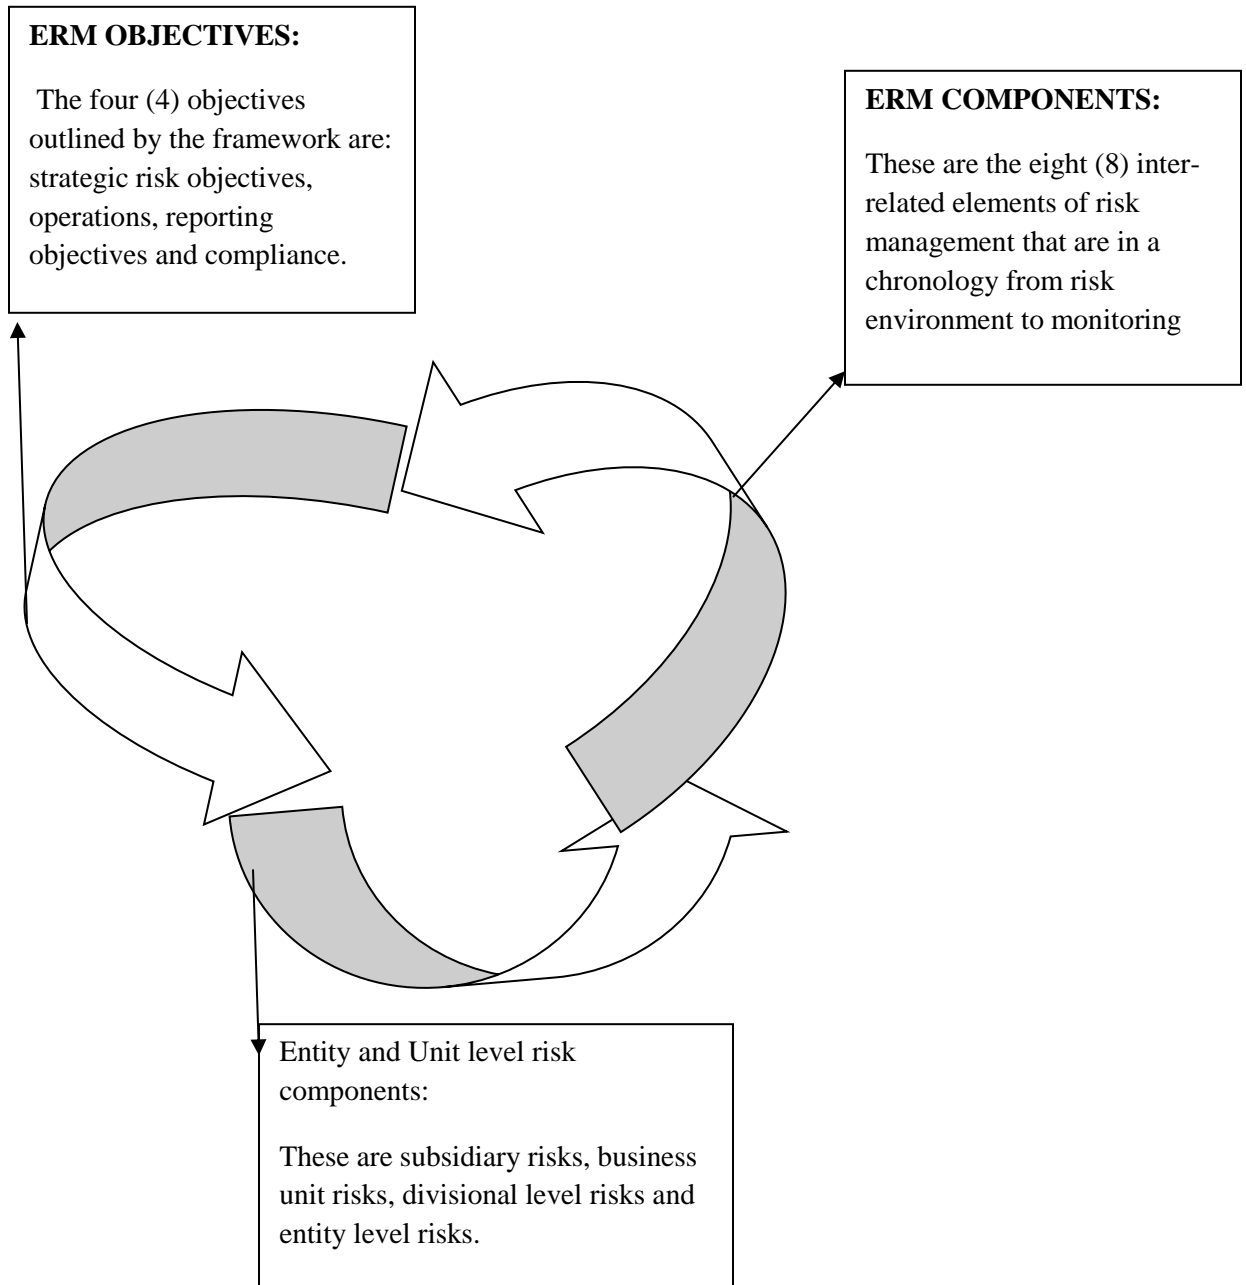 ERM OBJECTIVES:
The four (4) objectives
outlined by the framework are:
strategic risk objectives,
operations, reporting
objectives and compliance.
ERM COMPONENTS:
These are the eight (8) inter-
related elements of risk
management that are in a
chronology from risk
environment to monitoring
Entity and Unit level risk
components:
These are subsidiary risks, business
unit risks, divisional level risks and
entity level risks.